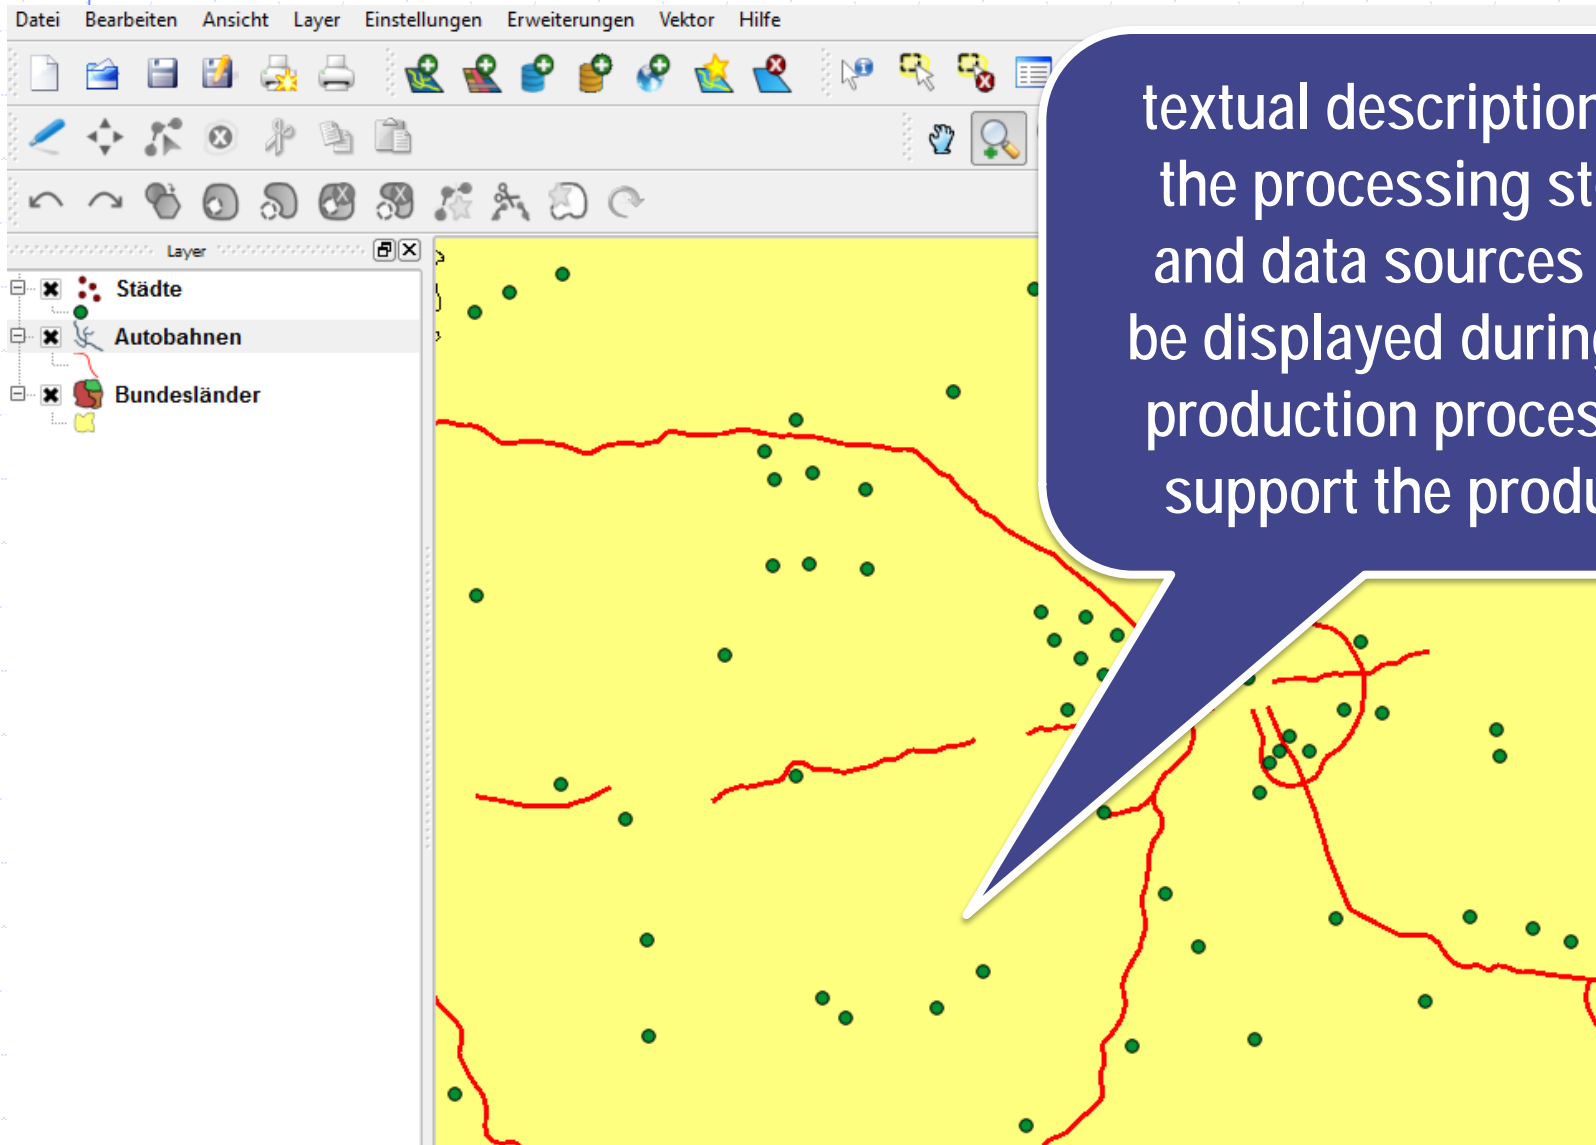 Datei Bearbeiten Ansicht Layer Einstellungen Erweiterungen Vektor Hilfe
textual description
the processing st
and data sources
be displayed during
production proces
support the produ
Layer
Städte
Autobahnen
Bundesländer